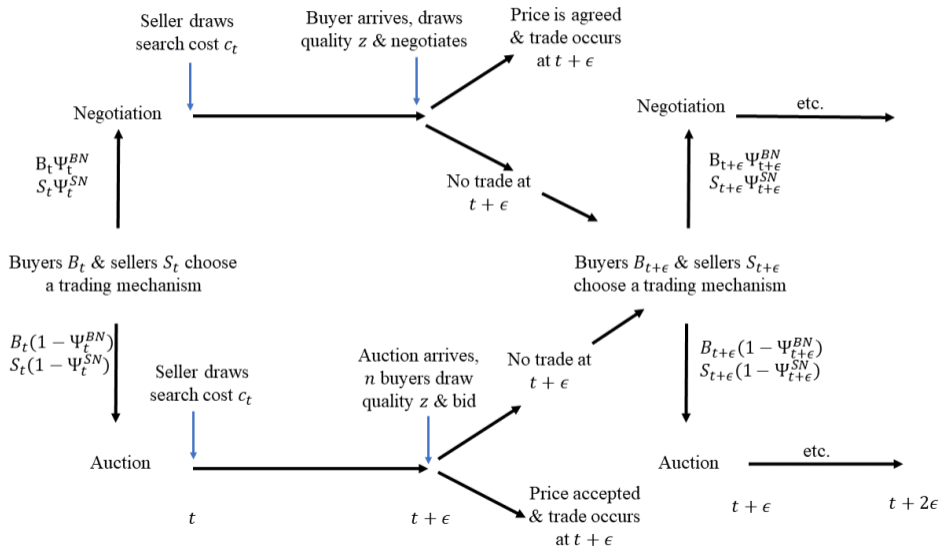 Seller draws
search cost c_t
Buyer arrives, draws
quality z & negotiates
Price is agreed
& trade occurs
at t + ϵ
Negotiation
B_tΨ_t^{BN}
S_tΨ_t^{SN}
No trade at
t + ϵ
Negotiation
etc.
B_{t+ϵ}Ψ_{t+ϵ}^{BN}
S_{t+ϵ}Ψ_{t+ϵ}^{SN}
Buyers B_t & sellers S_t choose
a trading mechanism
Buyers B_{t+ϵ} & sellers S_{t+ϵ}
choose a trading mechanism
B_t(1 − Ψ_t^{BN})
S_t(1 − Ψ_t^{SN})
Seller draws
search cost c_t
Auction arrives,
n buyers draw
quality z & bid
No trade at
t + ϵ
B_{t+ϵ}(1 − Ψ_{t+ϵ}^{BN})
S_{t+ϵ}(1 − Ψ_{t+ϵ}^{SN})
Auction
Price accepted
& trade occurs
at t + ϵ
Auction
etc.
t
t + ϵ
t + ϵ
t + 2ϵ